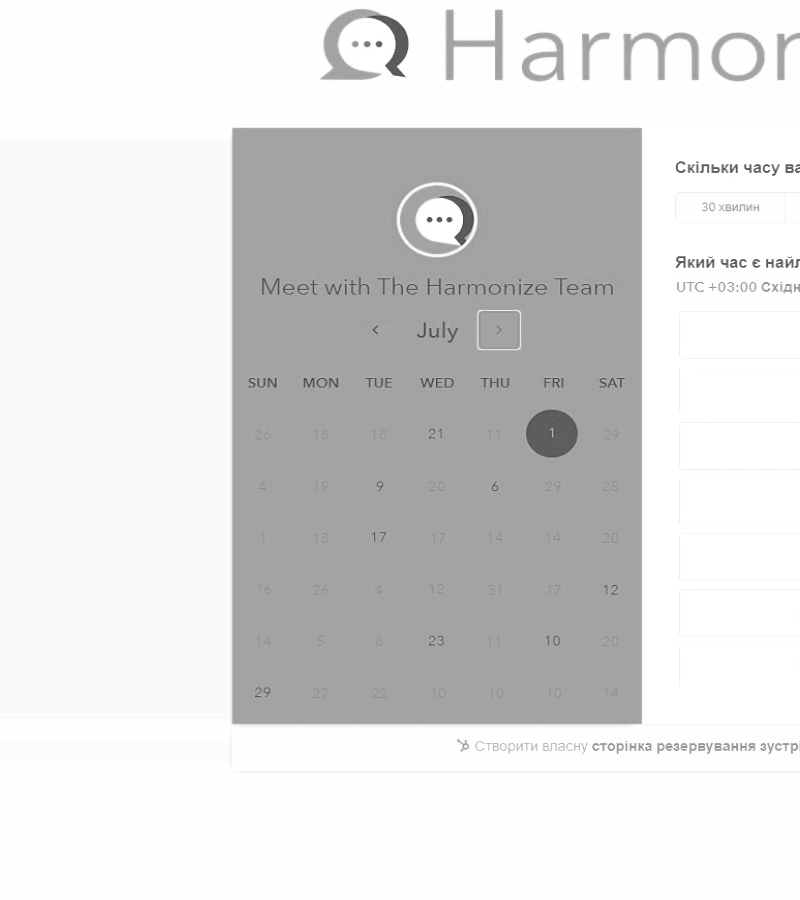 Harmon
Скільки часу ва
30 хвилин
Який час є найл
UTC +03:00 Східн
Meet with The Harmonize Team
July
SUN MON TUE WED THU FRI SAT
26 18 18 21 11 1 29
4 19 9 20 6 29 28
1 18 17 17 14 14 20
16 26 4 12 31 17 12
14 5 8 23 11 10 20
29 27 22 10 10 10 14
Створити власну сторінка резервування зустрі